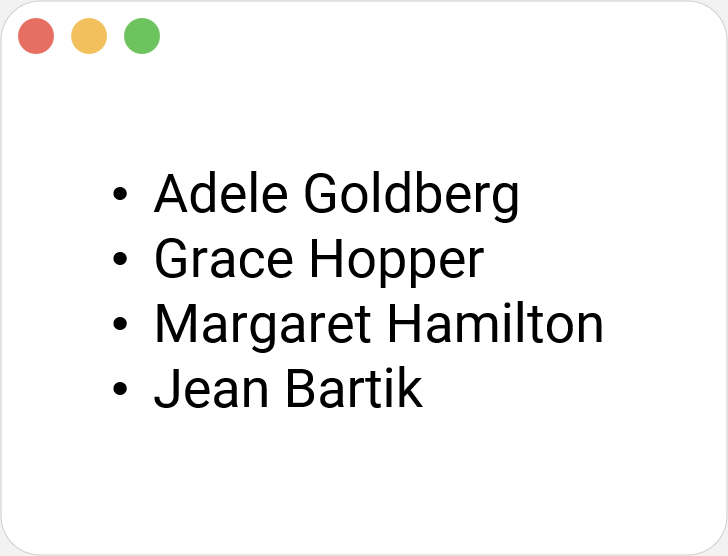 • Adele Goldberg
• Grace Hopper
• Margaret Hamilton
• Jean Bartik